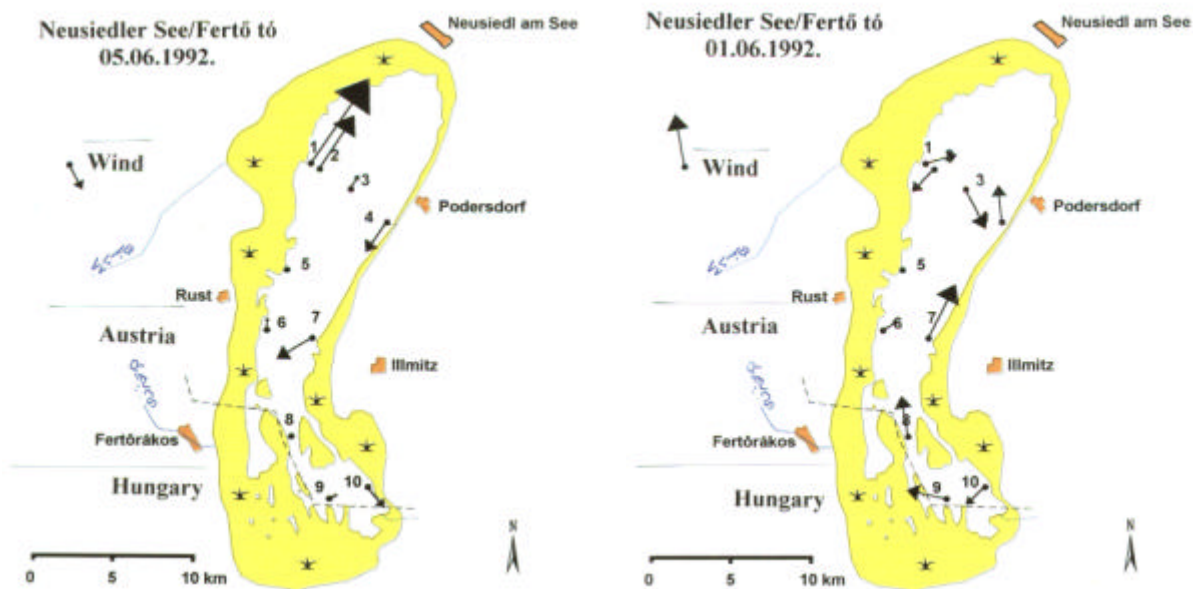 Neusiedler See/Fertő tó
05.06.1992.
Neusiedl am See
Wind
1
2
3
4
Podersdorf
5
Rust
6
7
Austria
Illmitz
8
Fertőrákos
9
10
Hungary
N
0 5 10 km
Neusiedler See/Fertő tó
01.06.1992.
Neusiedl am See
Wind
1
3
Podersdorf
5
Rust
6
7
Austria
Illmitz
8
Fertőrákos
9
10
Hungary
N
0 5 10 km